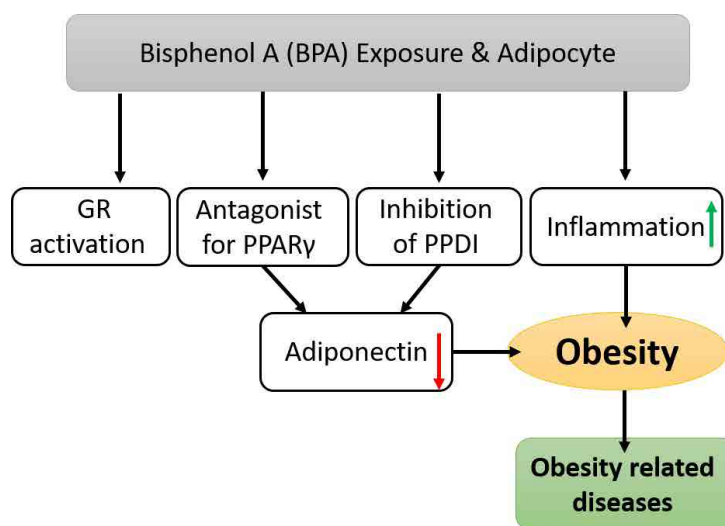 Bisphenol A (BPA) Exposure & Adipocyte
GR
activation
Antagonist
for PPARγ
Inhibition
of PPDI
Inflammation
Adiponectin
Obesity
Obesity related
diseases